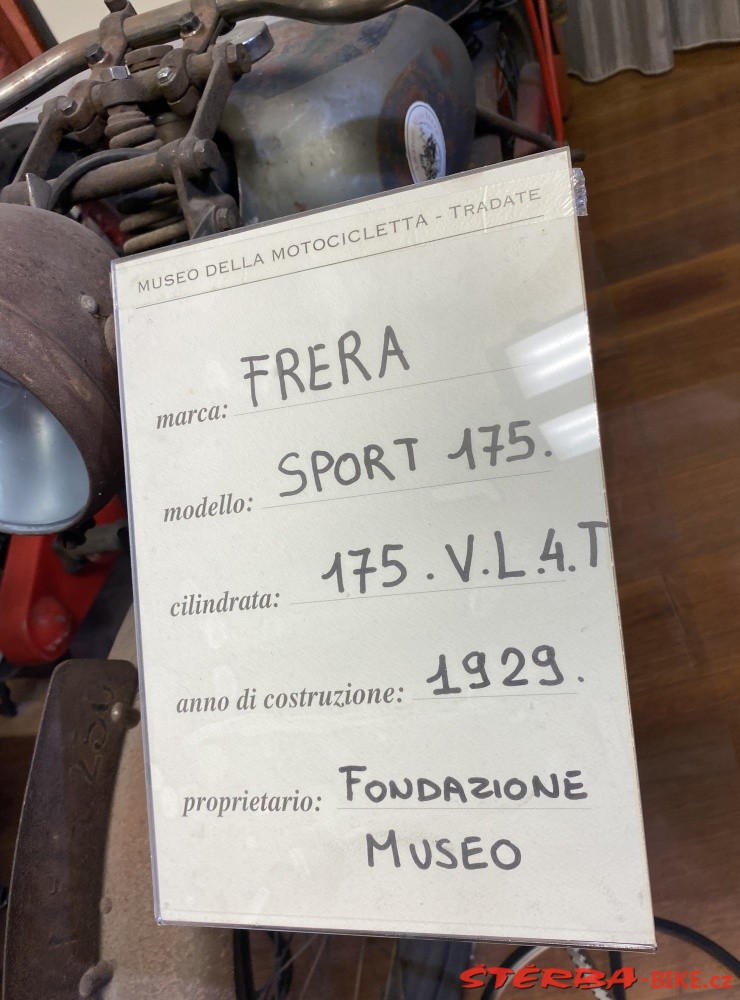 MUSEO DELLA MOTOCICLETTA - TRADATE
marca: FRERA
modello: SPORT 175.
cilindrata: 175. V.L.4.T
anno di costruzione: 1929.
proprietario: FONDAZIONE
MUSEO
250
ŠTĚRBA-BIKE.cz